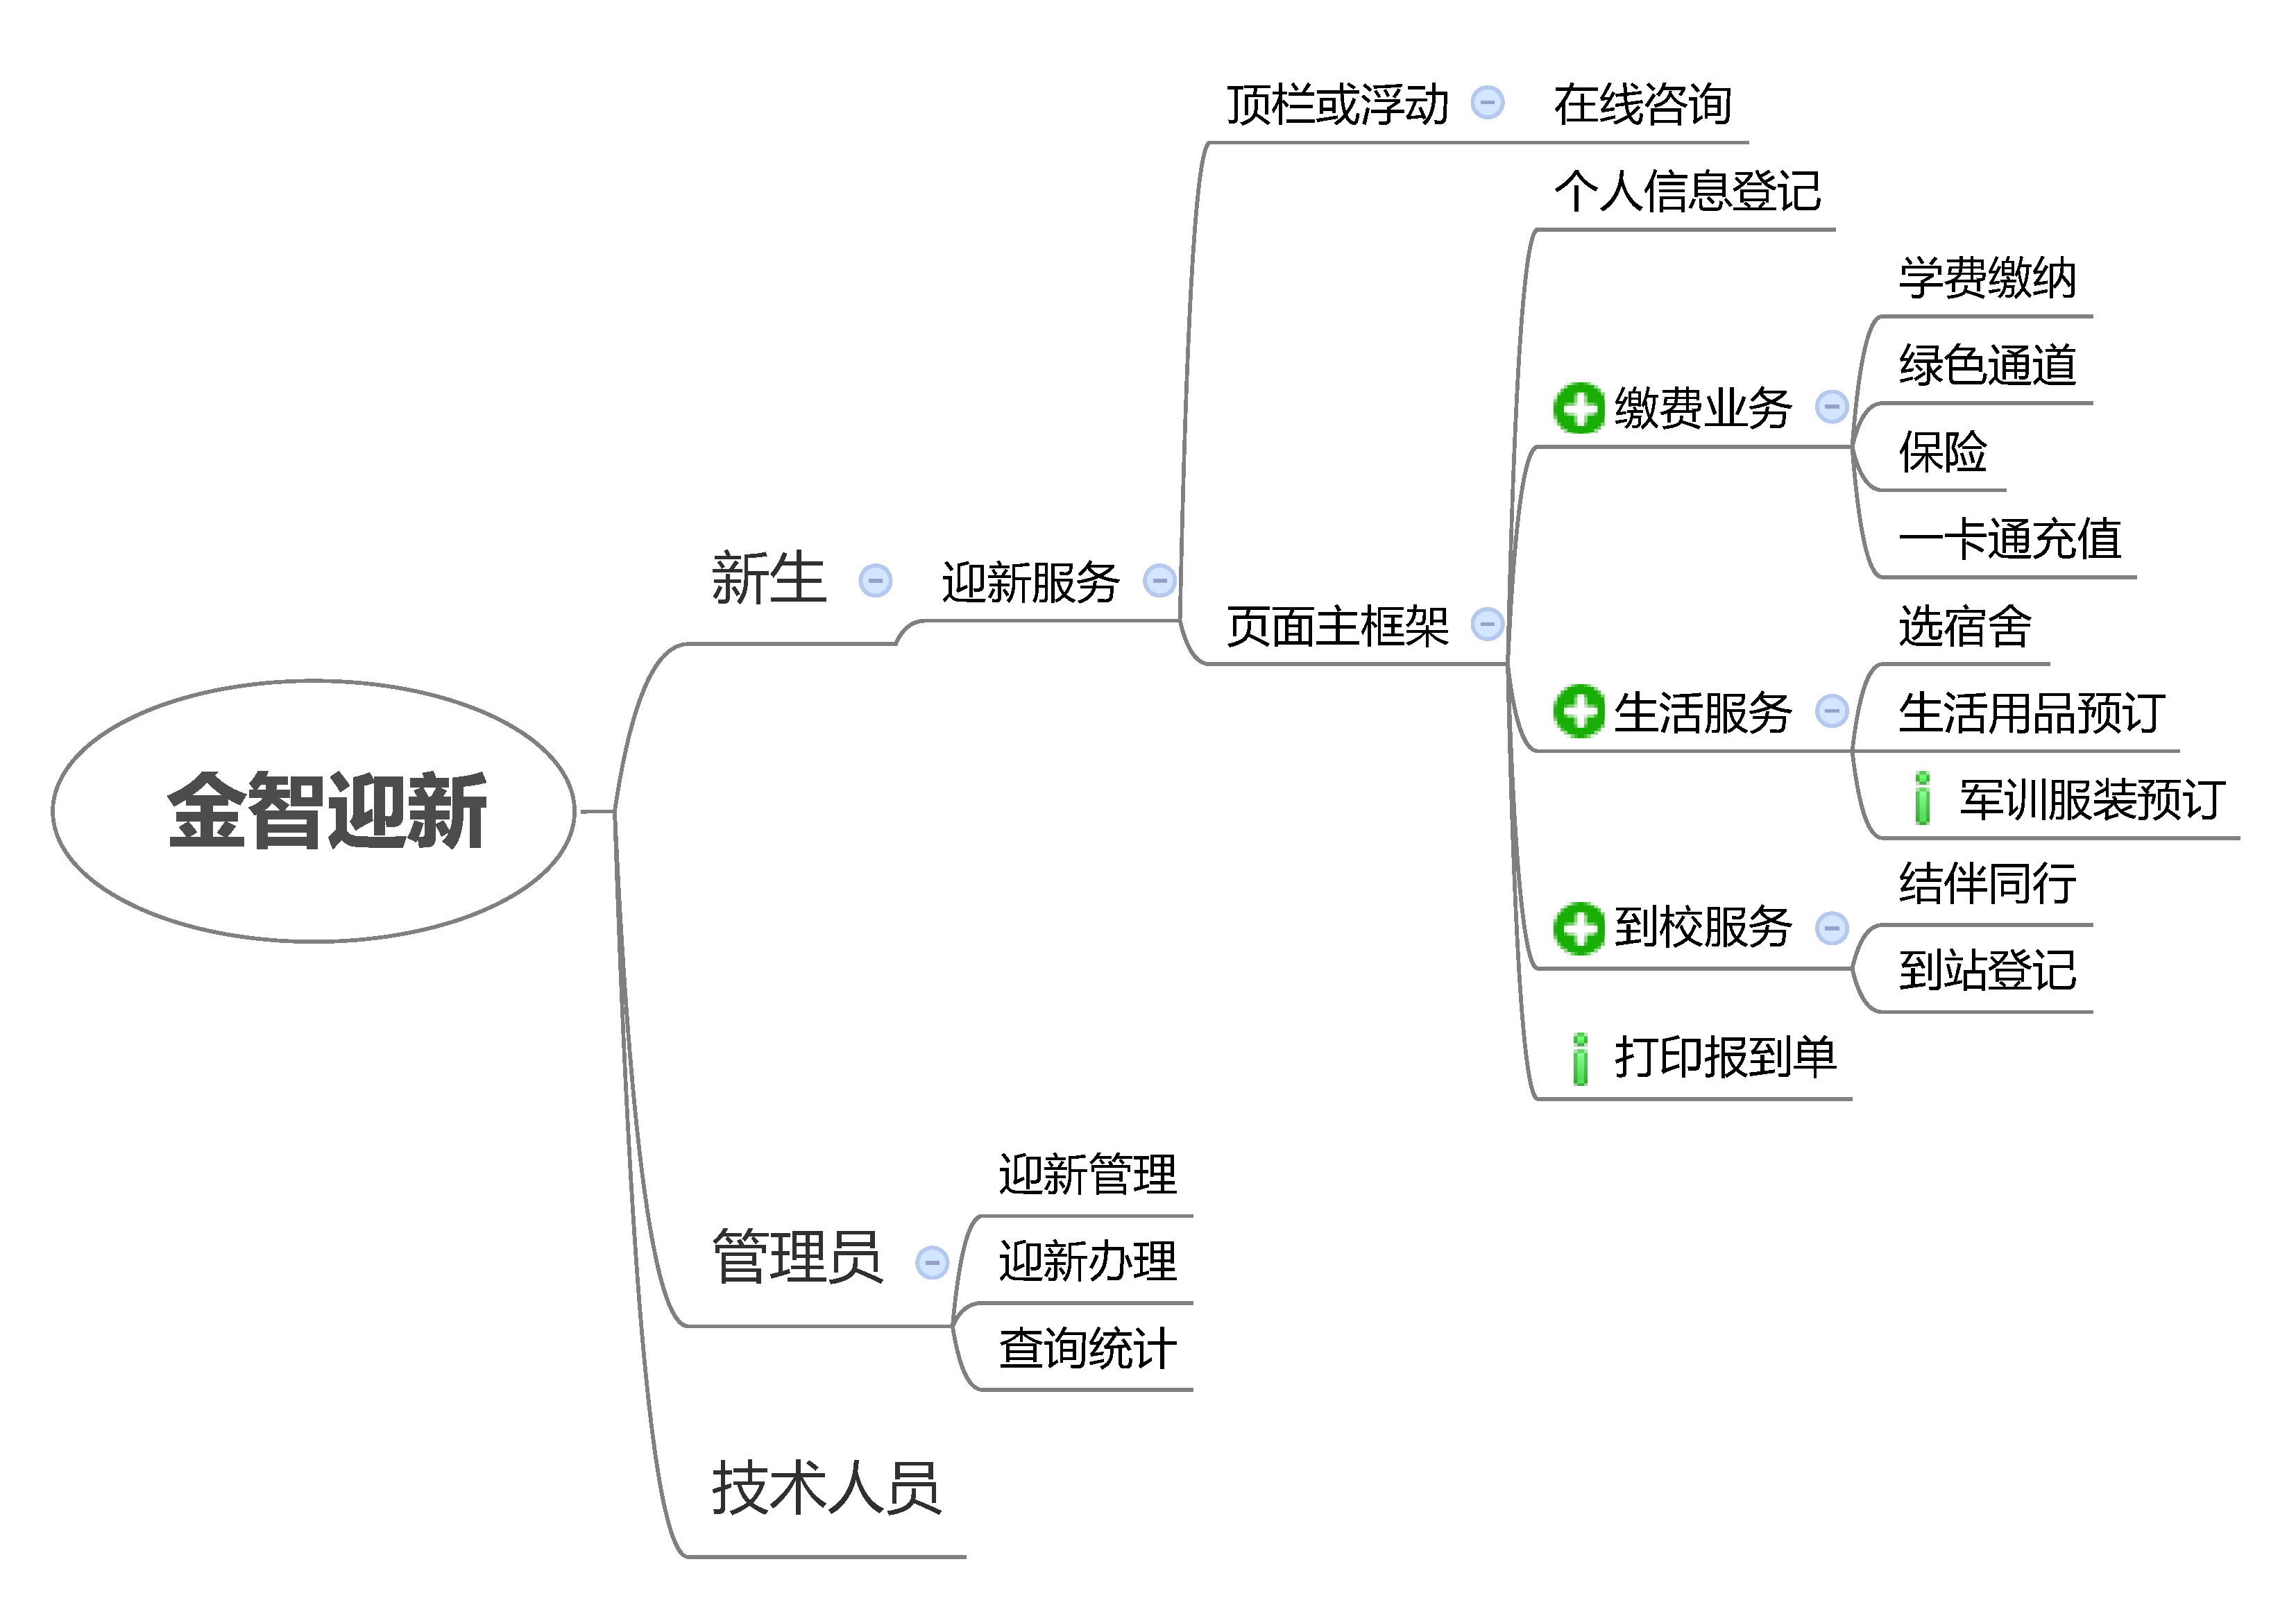 顶栏或浮动 在线咨询
个人信息登记
学费缴纳
绿色通道
缴费业务
保险
一卡通充值
新生 迎新服务
页面主框架
选宿舍
生活服务 生活用品预订
军训服装预订
金智迎新
结伴同行
到校服务
到站登记
打印报到单
迎新管理
管理员 迎新办理
查询统计
技术人员